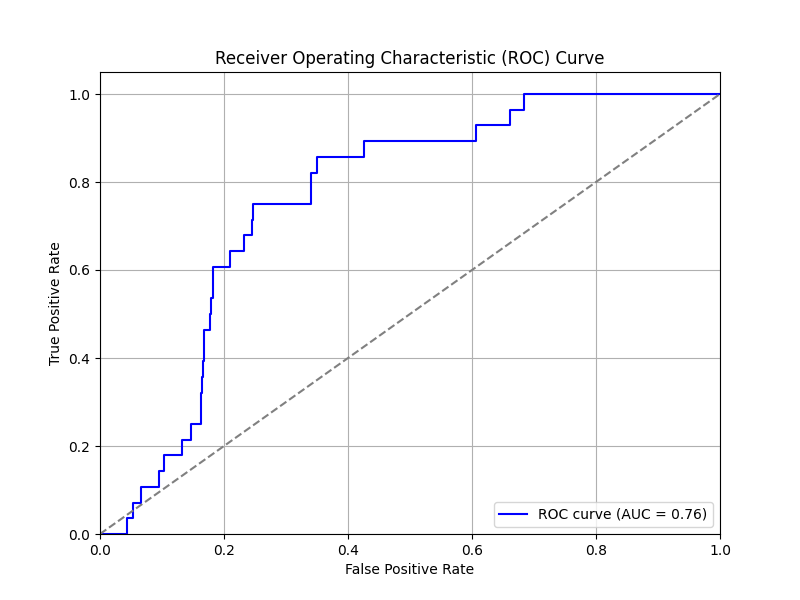 Receiver Operating Characteristic (ROC) Curve
1.0
0.8
0.6
0.4
0.2
0.0
True Positive Rate
ROC curve (AUC = 0.76)
0.0 0.2 0.4 0.6 0.8 1.0
False Positive Rate